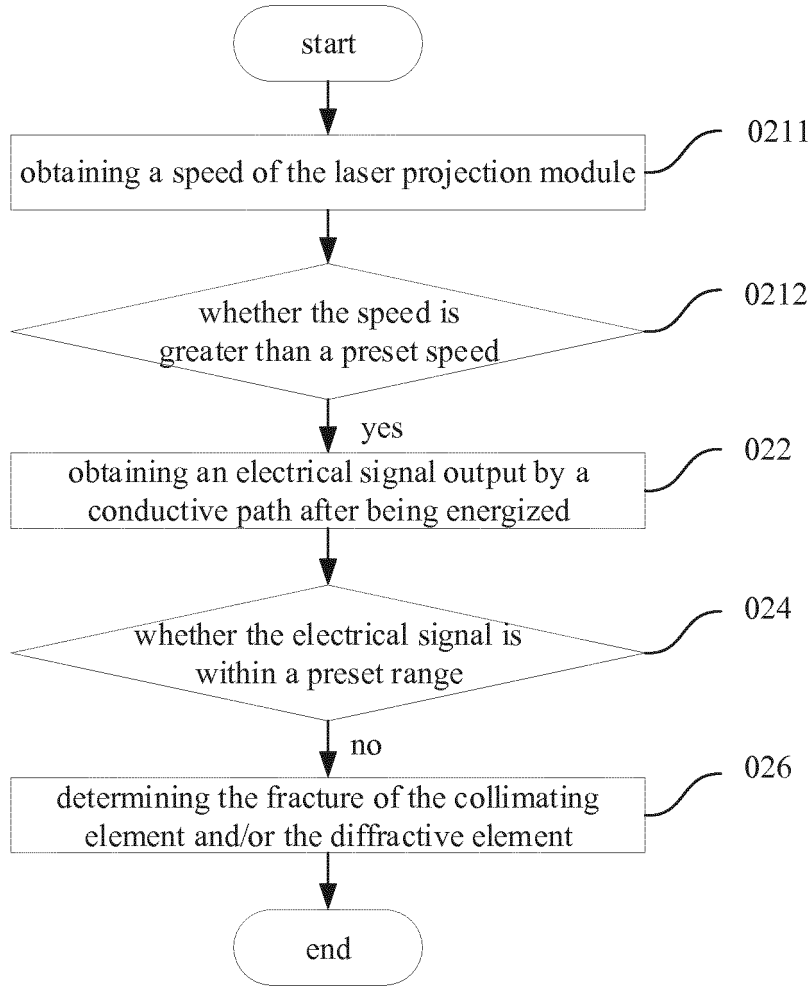 start
0211
obtaining a speed of the laser projection module
0212
whether the speed is
greater than a preset speed
yes
022
obtaining an electrical signal output by a
conductive path after being energized
024
whether the electrical signal is
within a preset range
no
026
determining the fracture of the collimating
element and/or the diffractive element
end